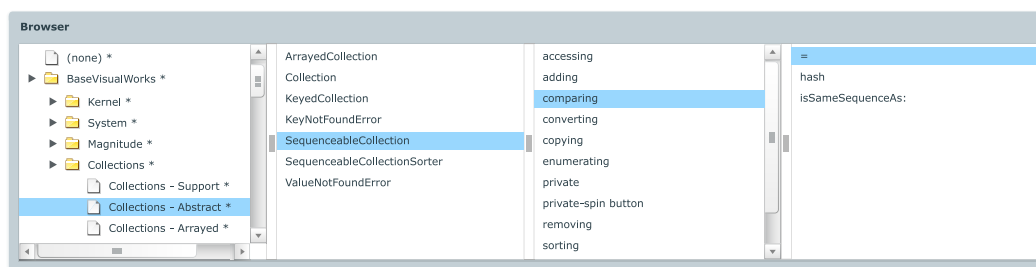 Browser
(none) *
BaseVisualWorks *
Kernel *
System *
Magnitude *
Collections *
Collections - Support *
Collections - Abstract *
Collections - Arrayed *
ArrayedCollection
Collection
KeyedCollection
KeyNotFoundError
SequenceableCollection
SequenceableCollectionSorter
ValueNotFoundError
accessing
adding
comparing
converting
copying
enumerating
private
private-spin button
removing
sorting
=
hash
isSameSequenceAs: